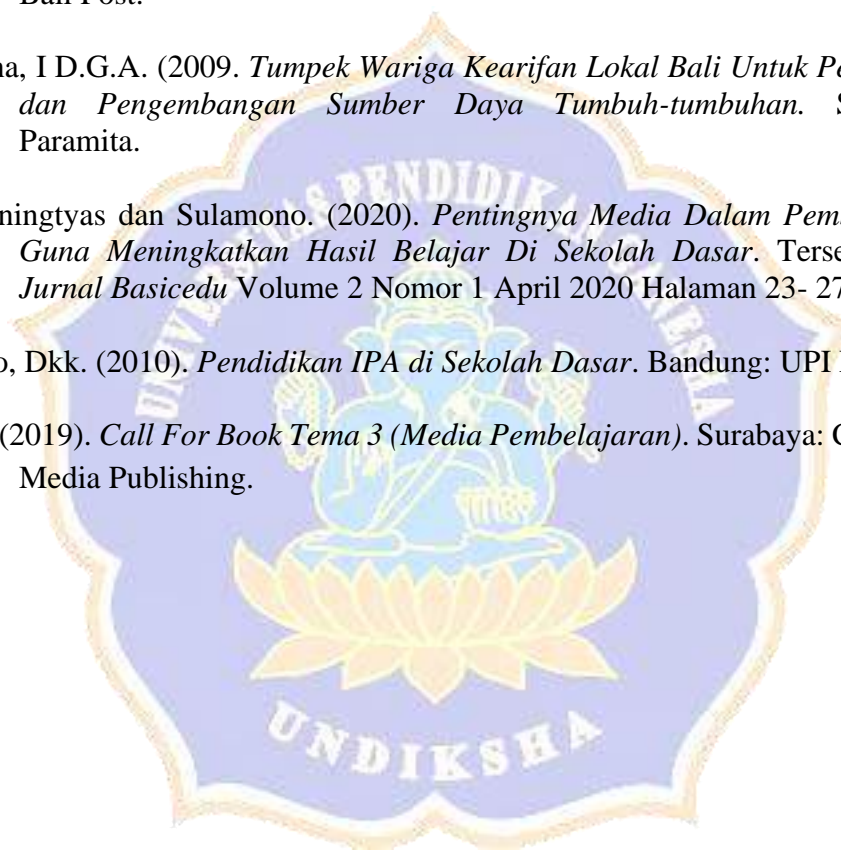 Bali Post.
na, I D.G.A. (2009. Tumpek Wariga Kearifan Lokal Bali Untuk Pe
dan Pengembangan Sumber Daya Tumbuh-tumbuhan. S
Paramita.
ningtyas dan Sulamono. (2020). Pentingnya Media Dalam Pem
Guna Meningkatkan Hasil Belajar Di Sekolah Dasar. Terse
Jurnal Basicedu Volume 2 Nomor 1 April 2020 Halaman 23- 27
o, Dkk. (2010). Pendidikan IPA di Sekolah Dasar. Bandung: UPI
(2019). Call For Book Tema 3 (Media Pembelajaran). Surabaya: C
Media Publishing.
UNIVERSITAS PENDIDIKAN GANESHA
UNDIKSHA